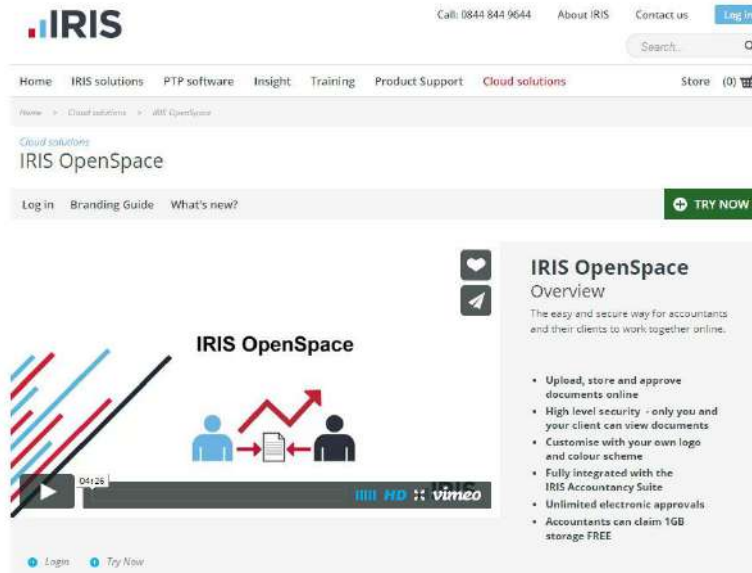 IRIS
Call: 0844 844 9644 About IRIS Contact us Log in
Search..
Home IRIS solutions PTP software Insight Training Product Support Cloud solutions Store (0)
Home > Cloud solutions > IRIS OpenSpace
Cloud solutions
IRIS OpenSpace
Log in Branding Guide What's new? TRY NOW
IRIS OpenSpace
Overview
The easy and secure way for accountants
and their clients to work together online.
IRIS OpenSpace
• Upload, store and approve
documents online
• High level security - only you and
your client can view documents
• Customise with your own logo
and colour scheme
• Fully integrated with the
IRIS Accountancy Suite
• Unlimited electronic approvals
• Accountants can claim 1GB
storage FREE
04:26
HD vimeo
Login Try Now